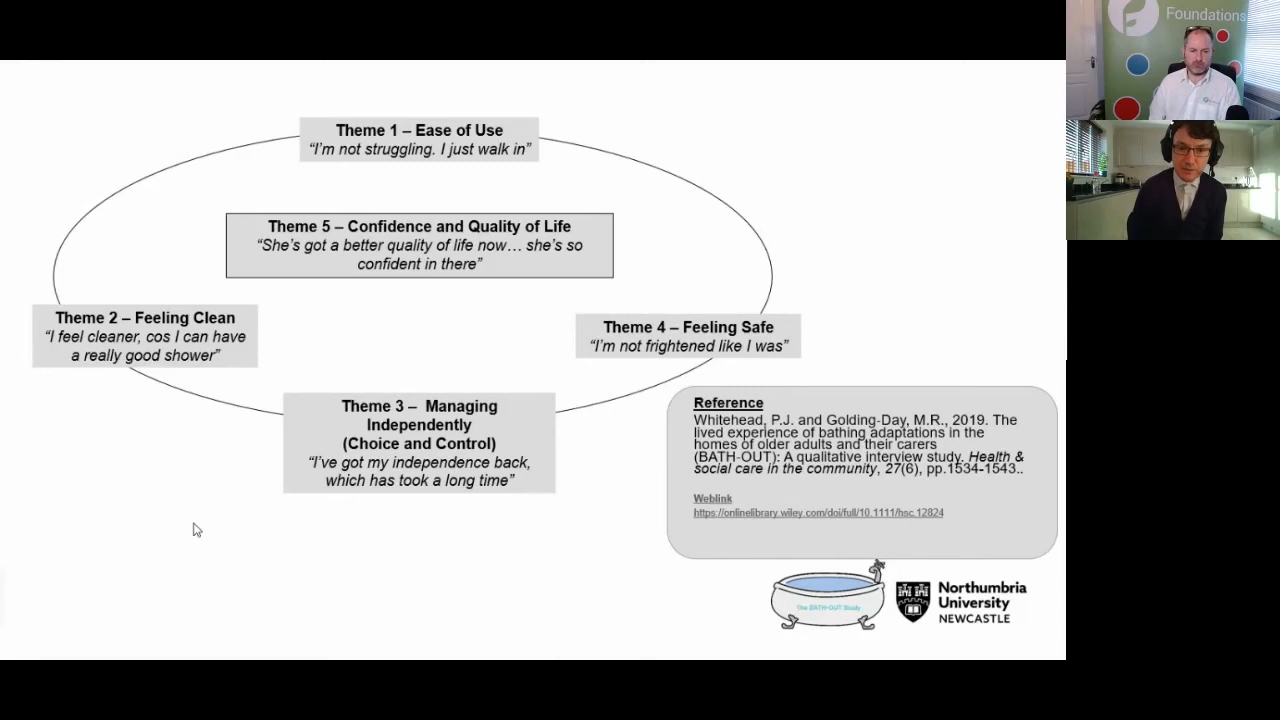 Foundations
Theme 1 – Ease of Use
“I’m not struggling. I just walk in”
Theme 5 – Confidence and Quality of Life
“She’s got a better quality of life now… she’s so
confident in there”
Theme 2 – Feeling Clean
“I feel cleaner, cos I can have
a really good shower”
Theme 4 – Feeling Safe
“I’m not frightened like I was”
Theme 3 –  Managing
Independently
(Choice and Control)
“I’ve got my independence back,
which has took a long time”
Reference
Whitehead, P.J. and Golding-Day, M.R., 2019. The
lived experience of bathing adaptations in the
homes of older adults and their carers
(BATH-OUT): A qualitative interview study. Health &
social care in the community, 27(6), pp.1534-1543..
Weblink
https://onlinelibrary.wiley.com/doi/full/10.1111/hsc.12824
The BATH-OUT Study
Northumbria
University
NEWCASTLE